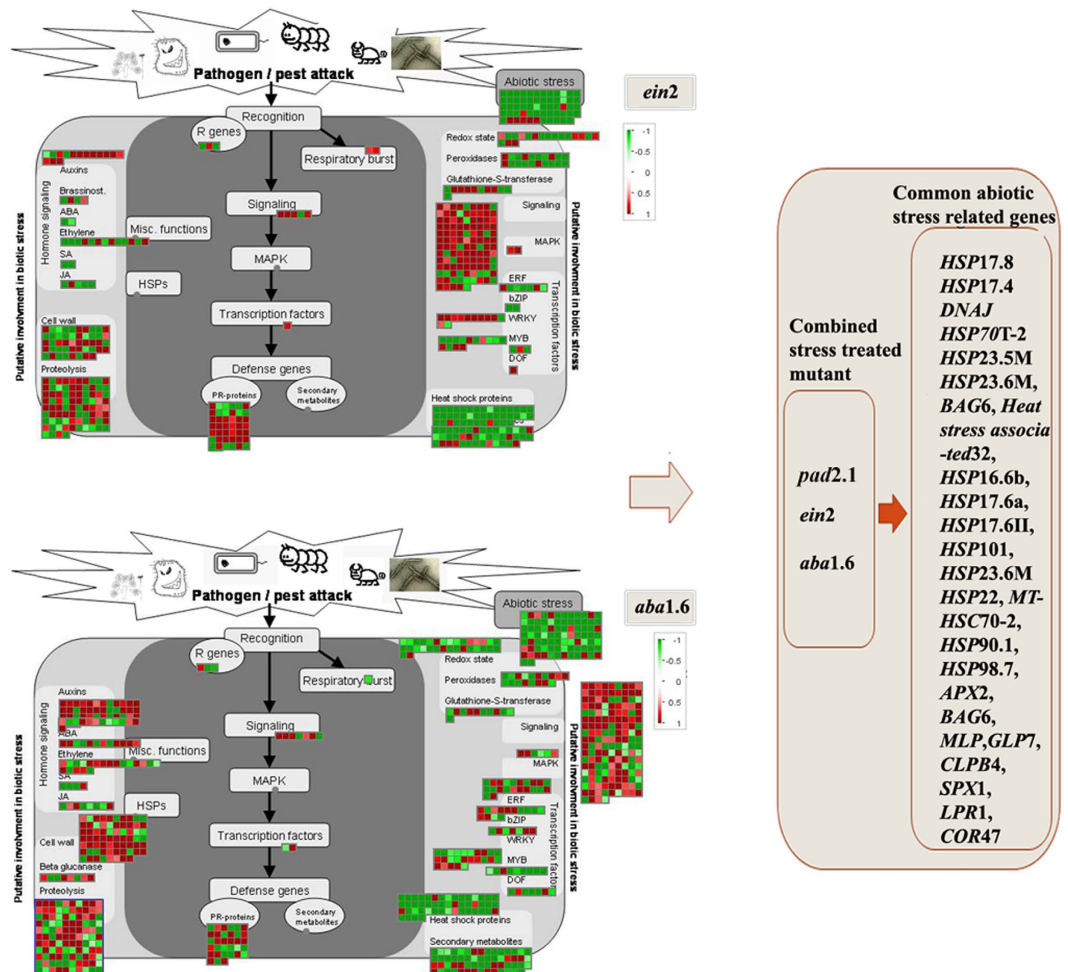 Pathogen / pest attack
Abiotic stress
ein2
Recognition
R genes
Respiratory burst
Redox state
Peroxidases
Glutathione-S-transferase
Auxins
Brassinost.
ABA
Ethylene
SA
JA
Hormone signaling
Misc. functions
HSPs
Signaling
MAPK
Transcription factors
Defense genes
PR-proteins
Secondary
metabolites
Cell wall
Proteolysis
Putative involvment in biotic stress
Signaling
MAPK
ERF
bZIP
WRKY
MYB
DOF
Transcription factors
Heat shock proteins
Putative involvment in biotic stress
-1
-0.5
0
0.5
1
Pathogen / pest attack
Abiotic stress
aba1.6
Recognition
R genes
Respiratory burst
Redox state
Peroxidases
Glutathione-S-transferase
Auxins
ABA
Ethylene
SA
JA
Hormone signaling
Misc. functions
HSPs
Signaling
MAPK
Transcription factors
Defense genes
PR-proteins
Secondary
metabolites
Cell wall
Beta glucanase
Proteolysis
Putative involvment in biotic stress
Signaling
MAPK
ERF
bZIP
WRKY
MYB
DOF
Transcription factors
Heat shock proteins
Secondary metabolites
Putative involvment in biotic stress
-1
-0.5
0
0.5
1
Combined
stress treated
mutant
pad2.1
ein2
aba1.6
Common abiotic
stress related genes
HSP17.8
HSP17.4
DNAJ
HSP70T-2
HSP23.5M
HSP23.6M,
BAG6, Heat
stress associa
-ted32,
HSP16.6b,
HSP17.6a,
HSP17.6II,
HSP101,
HSP23.6M
HSP22, MT-
HSC70-2,
HSP90.1,
HSP98.7,
APX2,
BAG6,
MLP,GLP7,
CLPB4,
SPX1,
LPR1,
COR47